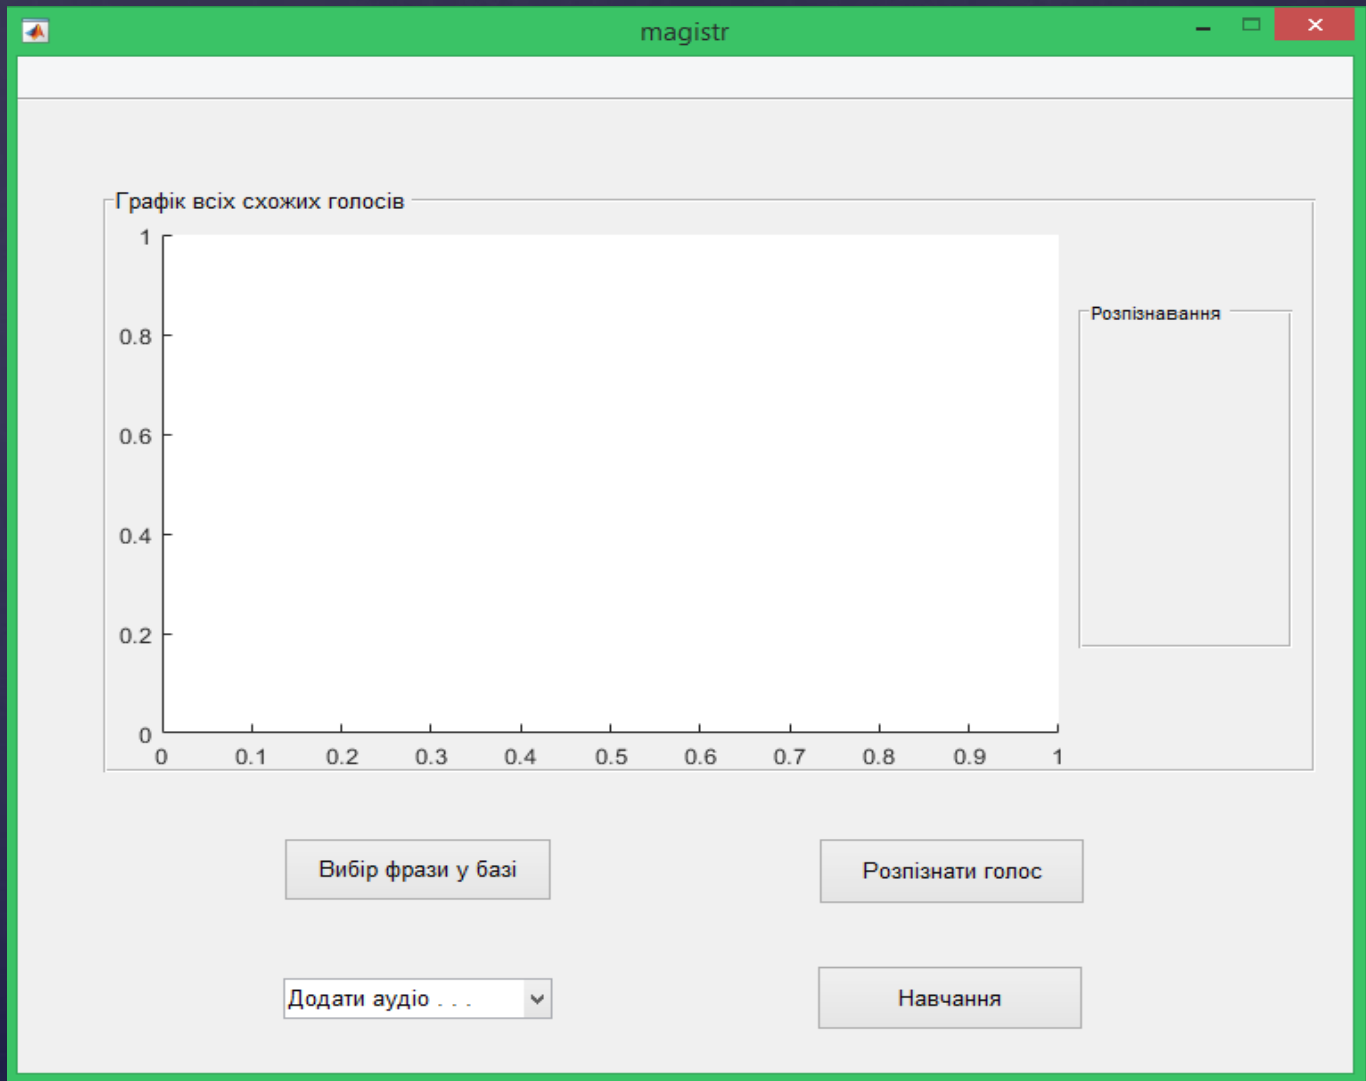 magistr
Графік всіх схожих голосів
1
0.8
0.6
0.4
0.2
0
0 0.1 0.2 0.3 0.4 0.5 0.6 0.7 0.8 0.9 1
Розпізнавання
Вибір фрази у базі
Розпізнати голос
Додати аудіо . . .
Навчання